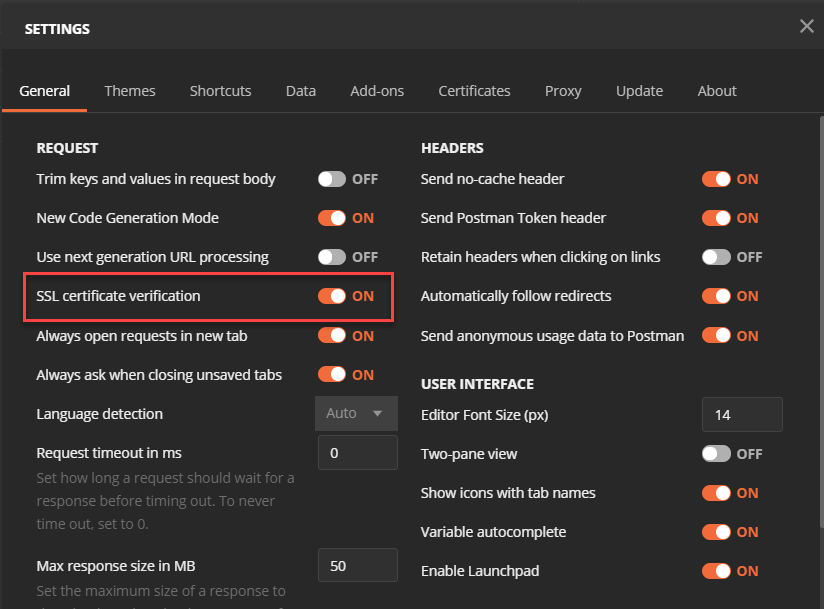 SETTINGS
General Themes Shortcuts Data Add-ons Certificates Proxy Update About
REQUEST
Trim keys and values in request body OFF
New Code Generation Mode ON
Use next generation URL processing OFF
SSL certificate verification ON
Always open requests in new tab ON
Always ask when closing unsaved tabs ON
Language detection Auto
Request timeout in ms 0
Set how long a request should wait for a
response before timing out. To never
time out, set to 0.
Max response size in MB 50
Set the maximum size of a response to
HEADERS
Send no-cache header ON
Send Postman Token header ON
Retain headers when clicking on links OFF
Automatically follow redirects ON
Send anonymous usage data to Postman ON
USER INTERFACE
Editor Font Size (px) 14
Two-pane view OFF
Show icons with tab names ON
Variable autocomplete ON
Enable Launchpad ON